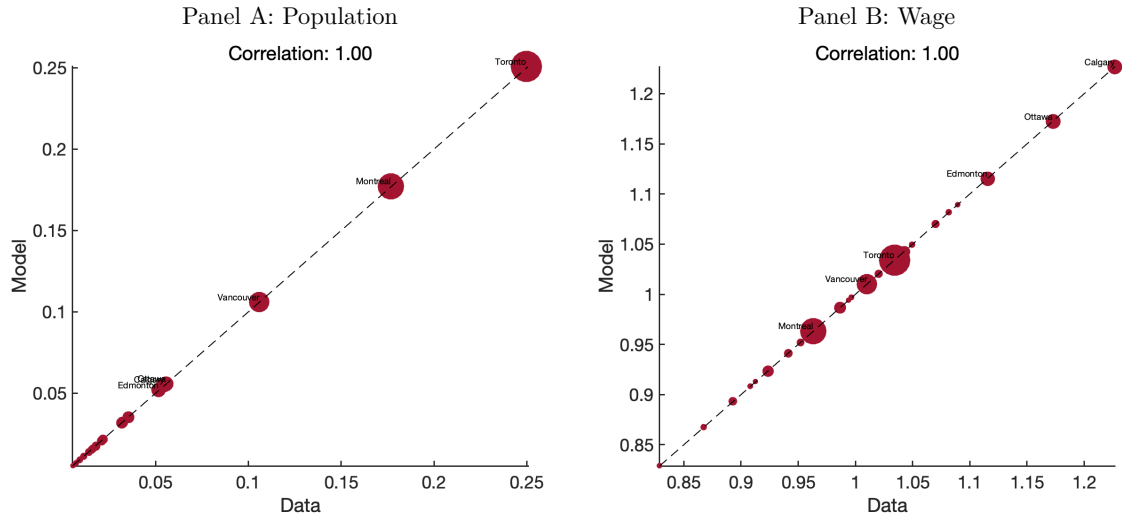 Panel A: Population
Correlation: 1.00
0.25
0.2
0.15
0.1
0.05
Model
Toronto
Montreal
Vancouver
Ottawa
Calgary
Edmonton
0.05
0.1
0.15
0.2
0.25
Data
Panel B: Wage
Correlation: 1.00
1.2
1.15
1.1
1.05
1
0.95
0.9
0.85
Model
Calgary
Ottawa
Edmonton
Toronto
Vancouver
Montreal
0.85
0.9
0.95
1
1.05
1.1
1.15
1.2
Data